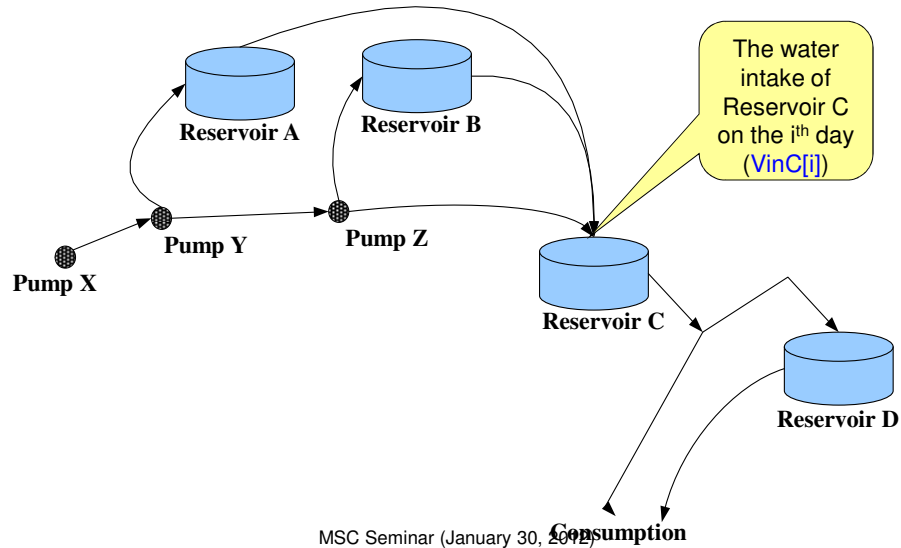 The water
intake of
Reservoir C
on the iᵗʰ day
(VinC[i])
Reservoir A
Reservoir B
Pump Y
Pump Z
Pump X
Reservoir C
Reservoir D
Consumption
MSC Seminar (January 30, 2012)